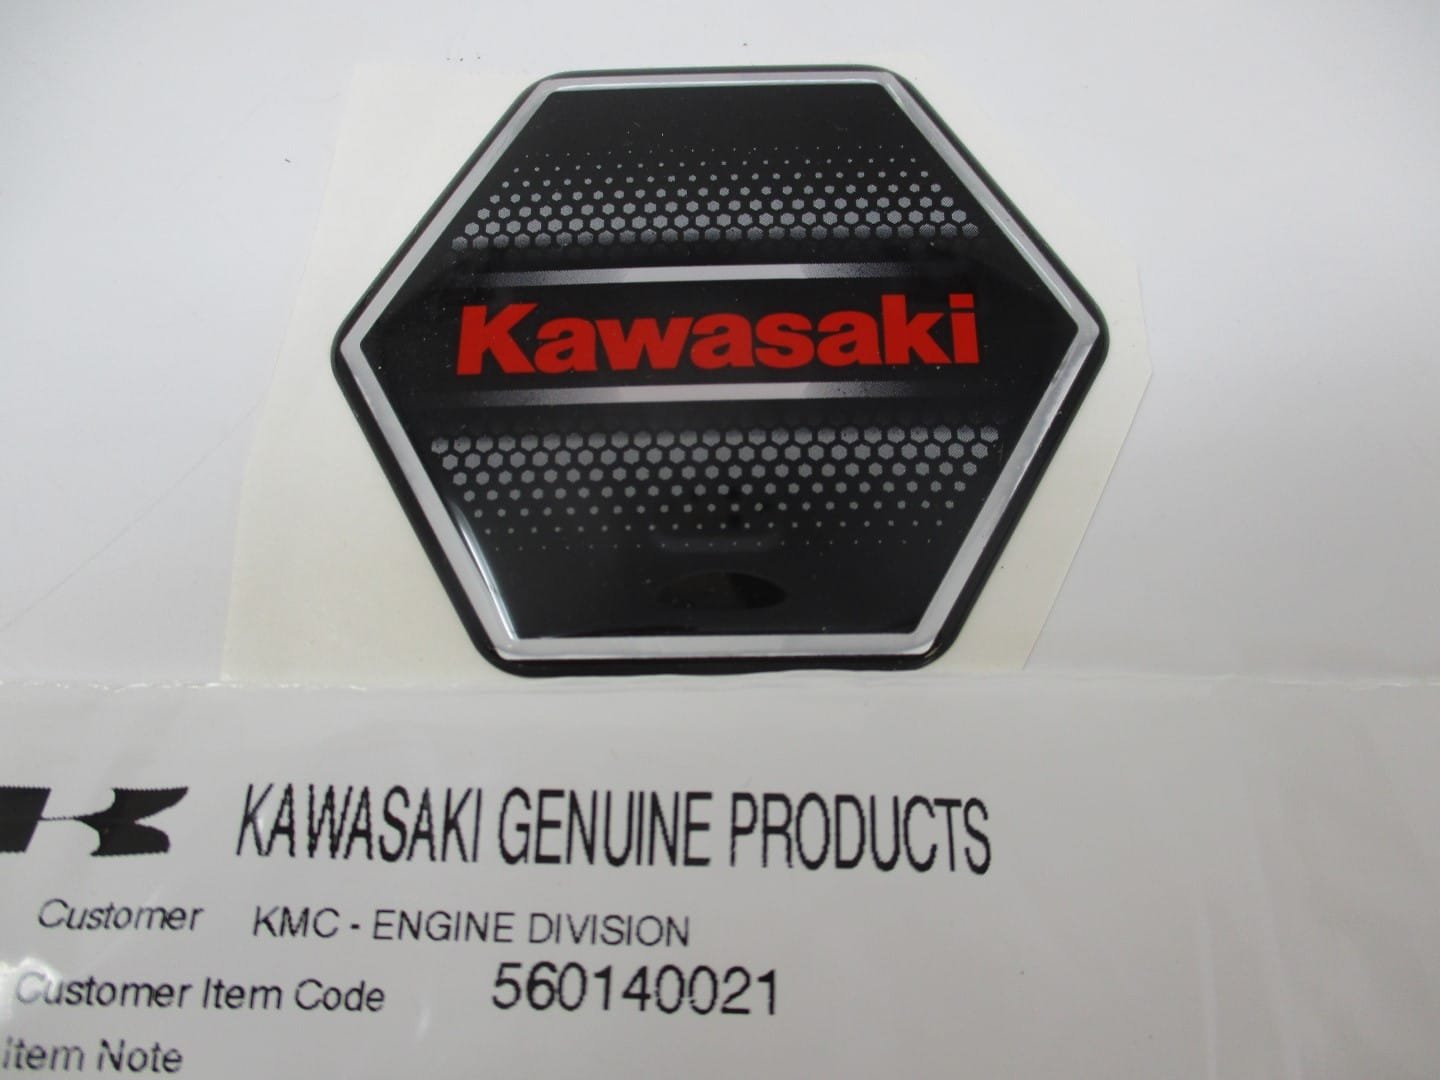 Kawasaki
KAWASAKI GENUINE PRODUCTS
Customer KMC - ENGINE DIVISION
Customer Item Code 560140021
Item Note